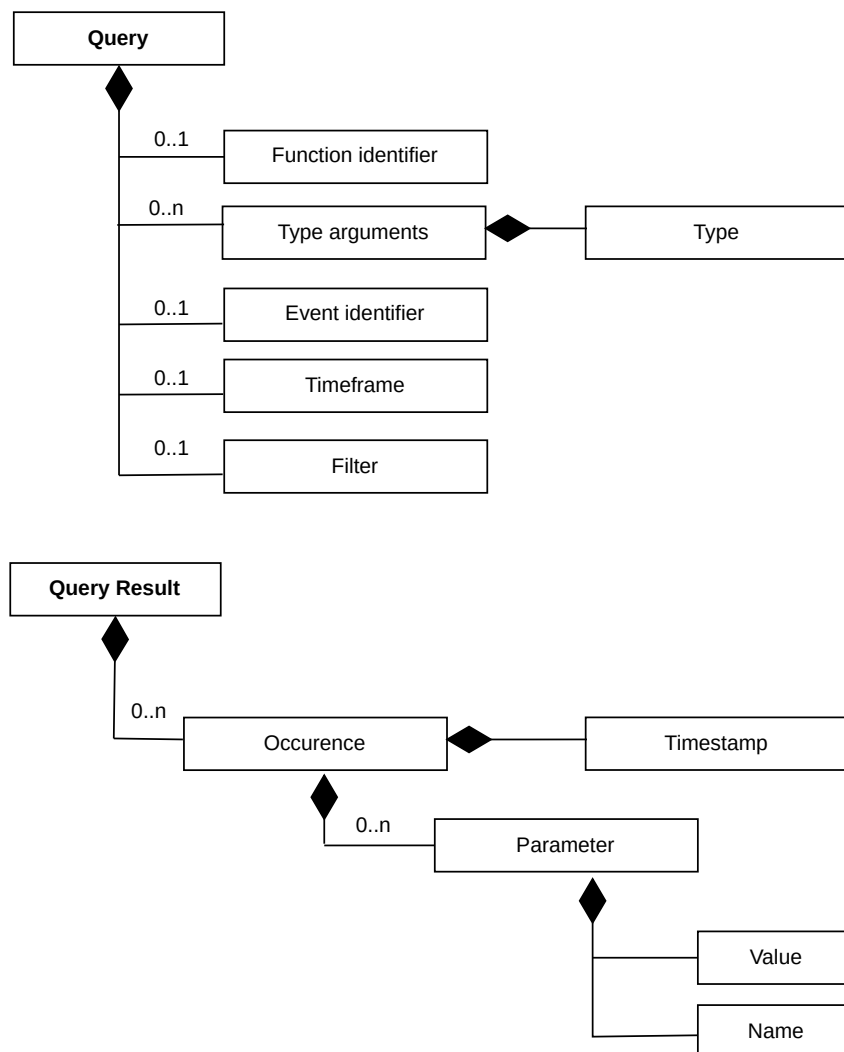 Query
0..1
Function identifier
0..n
Type arguments
Type
0..1
Event identifier
0..1
Timeframe
0..1
Filter
Query Result
0..n
Occurence
Timestamp
0..n
Parameter
Value
Name